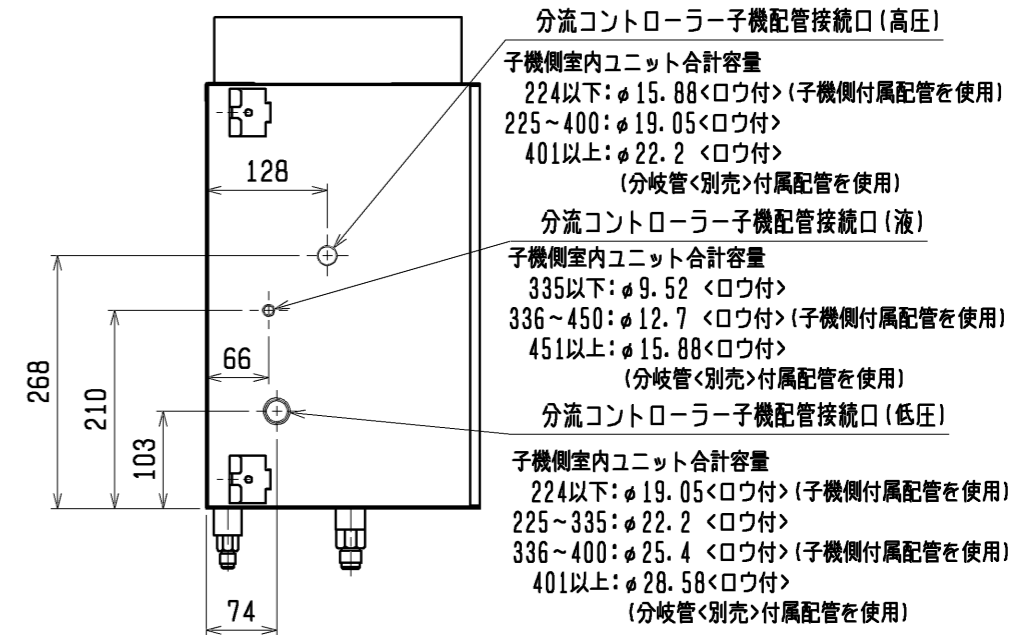 分流コントローラー子機配管接続口(高圧)
子機側室内ユニット合計容量
224以下:φ15.88<ロウ付>(子機側付属配管を使用)
225~400:φ19.05<ロウ付>
401以上:φ22.2 <ロウ付>
(分岐管<別売>付属配管を使用)
分流コントローラー子機配管接続口(液)
子機側室内ユニット合計容量
335以下:φ9.52 <ロウ付>
336~450:φ12.7 <ロウ付>(子機側付属配管を使用)
451以上:φ15.88<ロウ付>
(分岐管<別売>付属配管を使用)
分流コントローラー子機配管接続口(低圧)
子機側室内ユニット合計容量
224以下:φ19.05<ロウ付>(子機側付属配管を使用)
225~335:φ22.2 <ロウ付>
336~400:φ25.4 <ロウ付>(子機側付属配管を使用)
401以上:φ28.58<ロウ付>
(分岐管<別売>付属配管を使用)
128
66
268
210
103
74